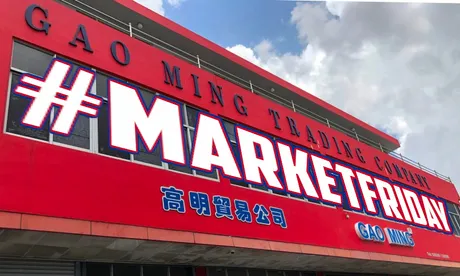 GAO MING TRADING COMPANY
#MARKETFRIDAY
高明貿易公司
GAO MING